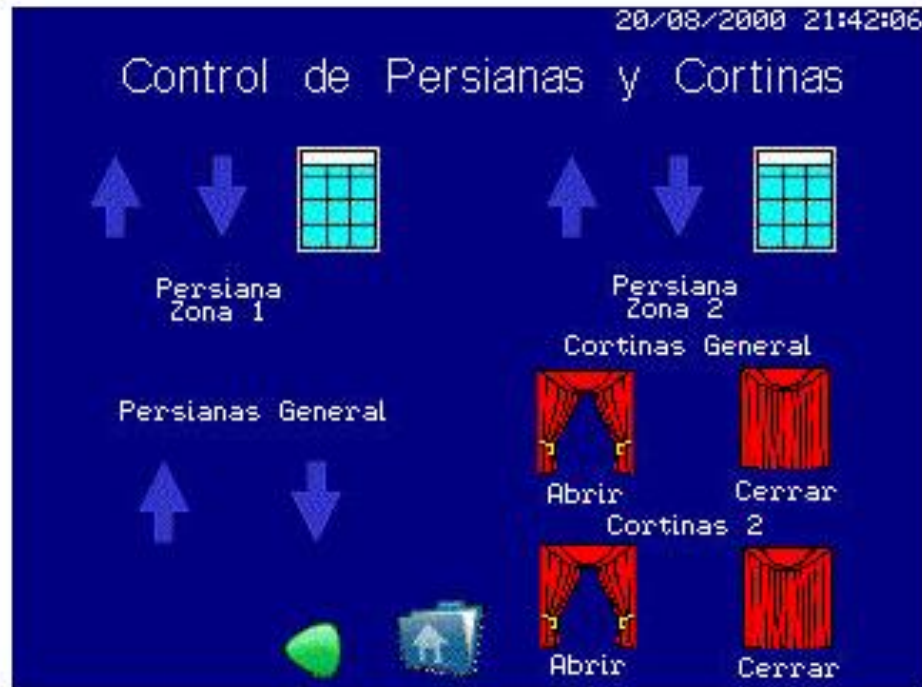 20/08/2000 21:42:06
Control de Persianas y Cortinas
Persiana
Zona 1
Persiana
Zona 2
Cortinas General
Persianas General
Abrir
Cerrar
Cortinas 2
Abrir
Cerrar